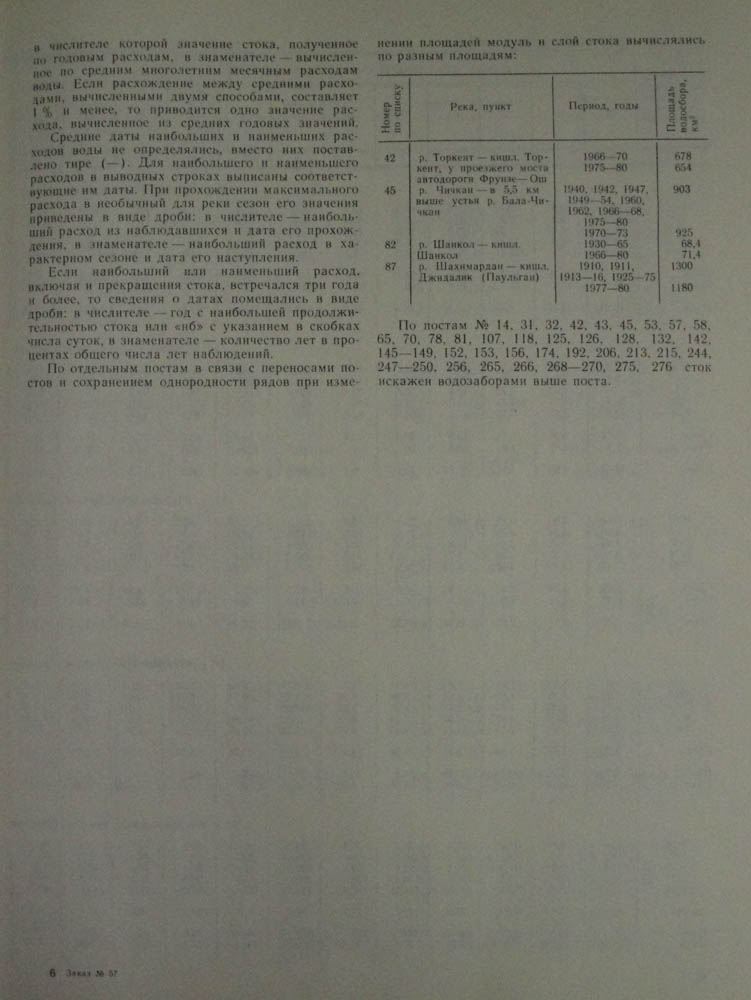 в числителе которой значение стока, полученное
по годовым расходам, в знаменателе — вычислен-
ное по средним многолетним месячным расходам
воды. Если расхождение между средними расхо-
дами, вычисленными двумя способами, составляет
1 % и менее, то приводится одно значение рас-
хода, вычисленное из средних годовых значений.
Средние даты наибольших и наименьших рас-
ходов воды не определялись, вместо них постав-
лено тире (—). Для наибольшего и наименьшего
расходов в выводных строках выписаны соответст-
вующие им даты. При прохождении максимального
расхода в необычный для реки сезон его значения
приведены в виде дроби: в числителе — наиболь-
ший расход из наблюдавшихся и дата его прохож-
дения, в знаменателе — наибольший расход в ха-
рактерном сезоне и дата его наступления.
Если наибольший или наименьший расход,
включая и прекращения стока, встречался три года
и более, то сведения о датах помещались в виде
дроби: в числителе — год с наибольшей продолжи-
тельностью стока или «нб» с указанием в скобках
числа суток, в знаменателе — количество лет в про-
центах общего числа лет наблюдений.
По отдельным постам в связи с переносами по-
стов и сохранением однородности рядов при изме-
нении площадей модуль и слой стока вычислялись
по разным площадям:
Номер по списку Река, пункт Период, годы Площадь водосбора, км²
42 р. Торкент — кишл. Тор- 1966—70 678
кент, у проезжего моста 1975—80 654
автодороги Фрунзе — Ош
45 р. Чичкан — в 5,5 км 1940, 1942, 1947, 903
выше устья р. Бала-Чи- 1949—54, 1960,
чкан 1962, 1966—68,
1975—80
1970—73 925
82 р. Шанкол — кишл. 1930—65 68,4
Шанкол 1966—80 71,4
87 р. Шахимардан — кишл. 1910, 1911, 1300
Джидалик (Паульган) 1913—16, 1925—75
1977—80 1180
По постам № 14, 31, 32, 42, 43, 45, 53, 57, 58,
65, 70, 78, 81, 107, 118, 125, 126, 128, 132, 142,
145—149, 152, 153, 156, 174, 192, 206, 213, 215, 244,
247—250, 256, 265, 266, 268—270, 275, 276 сток
искажен водозаборами выше поста.
6 Заказ № 57